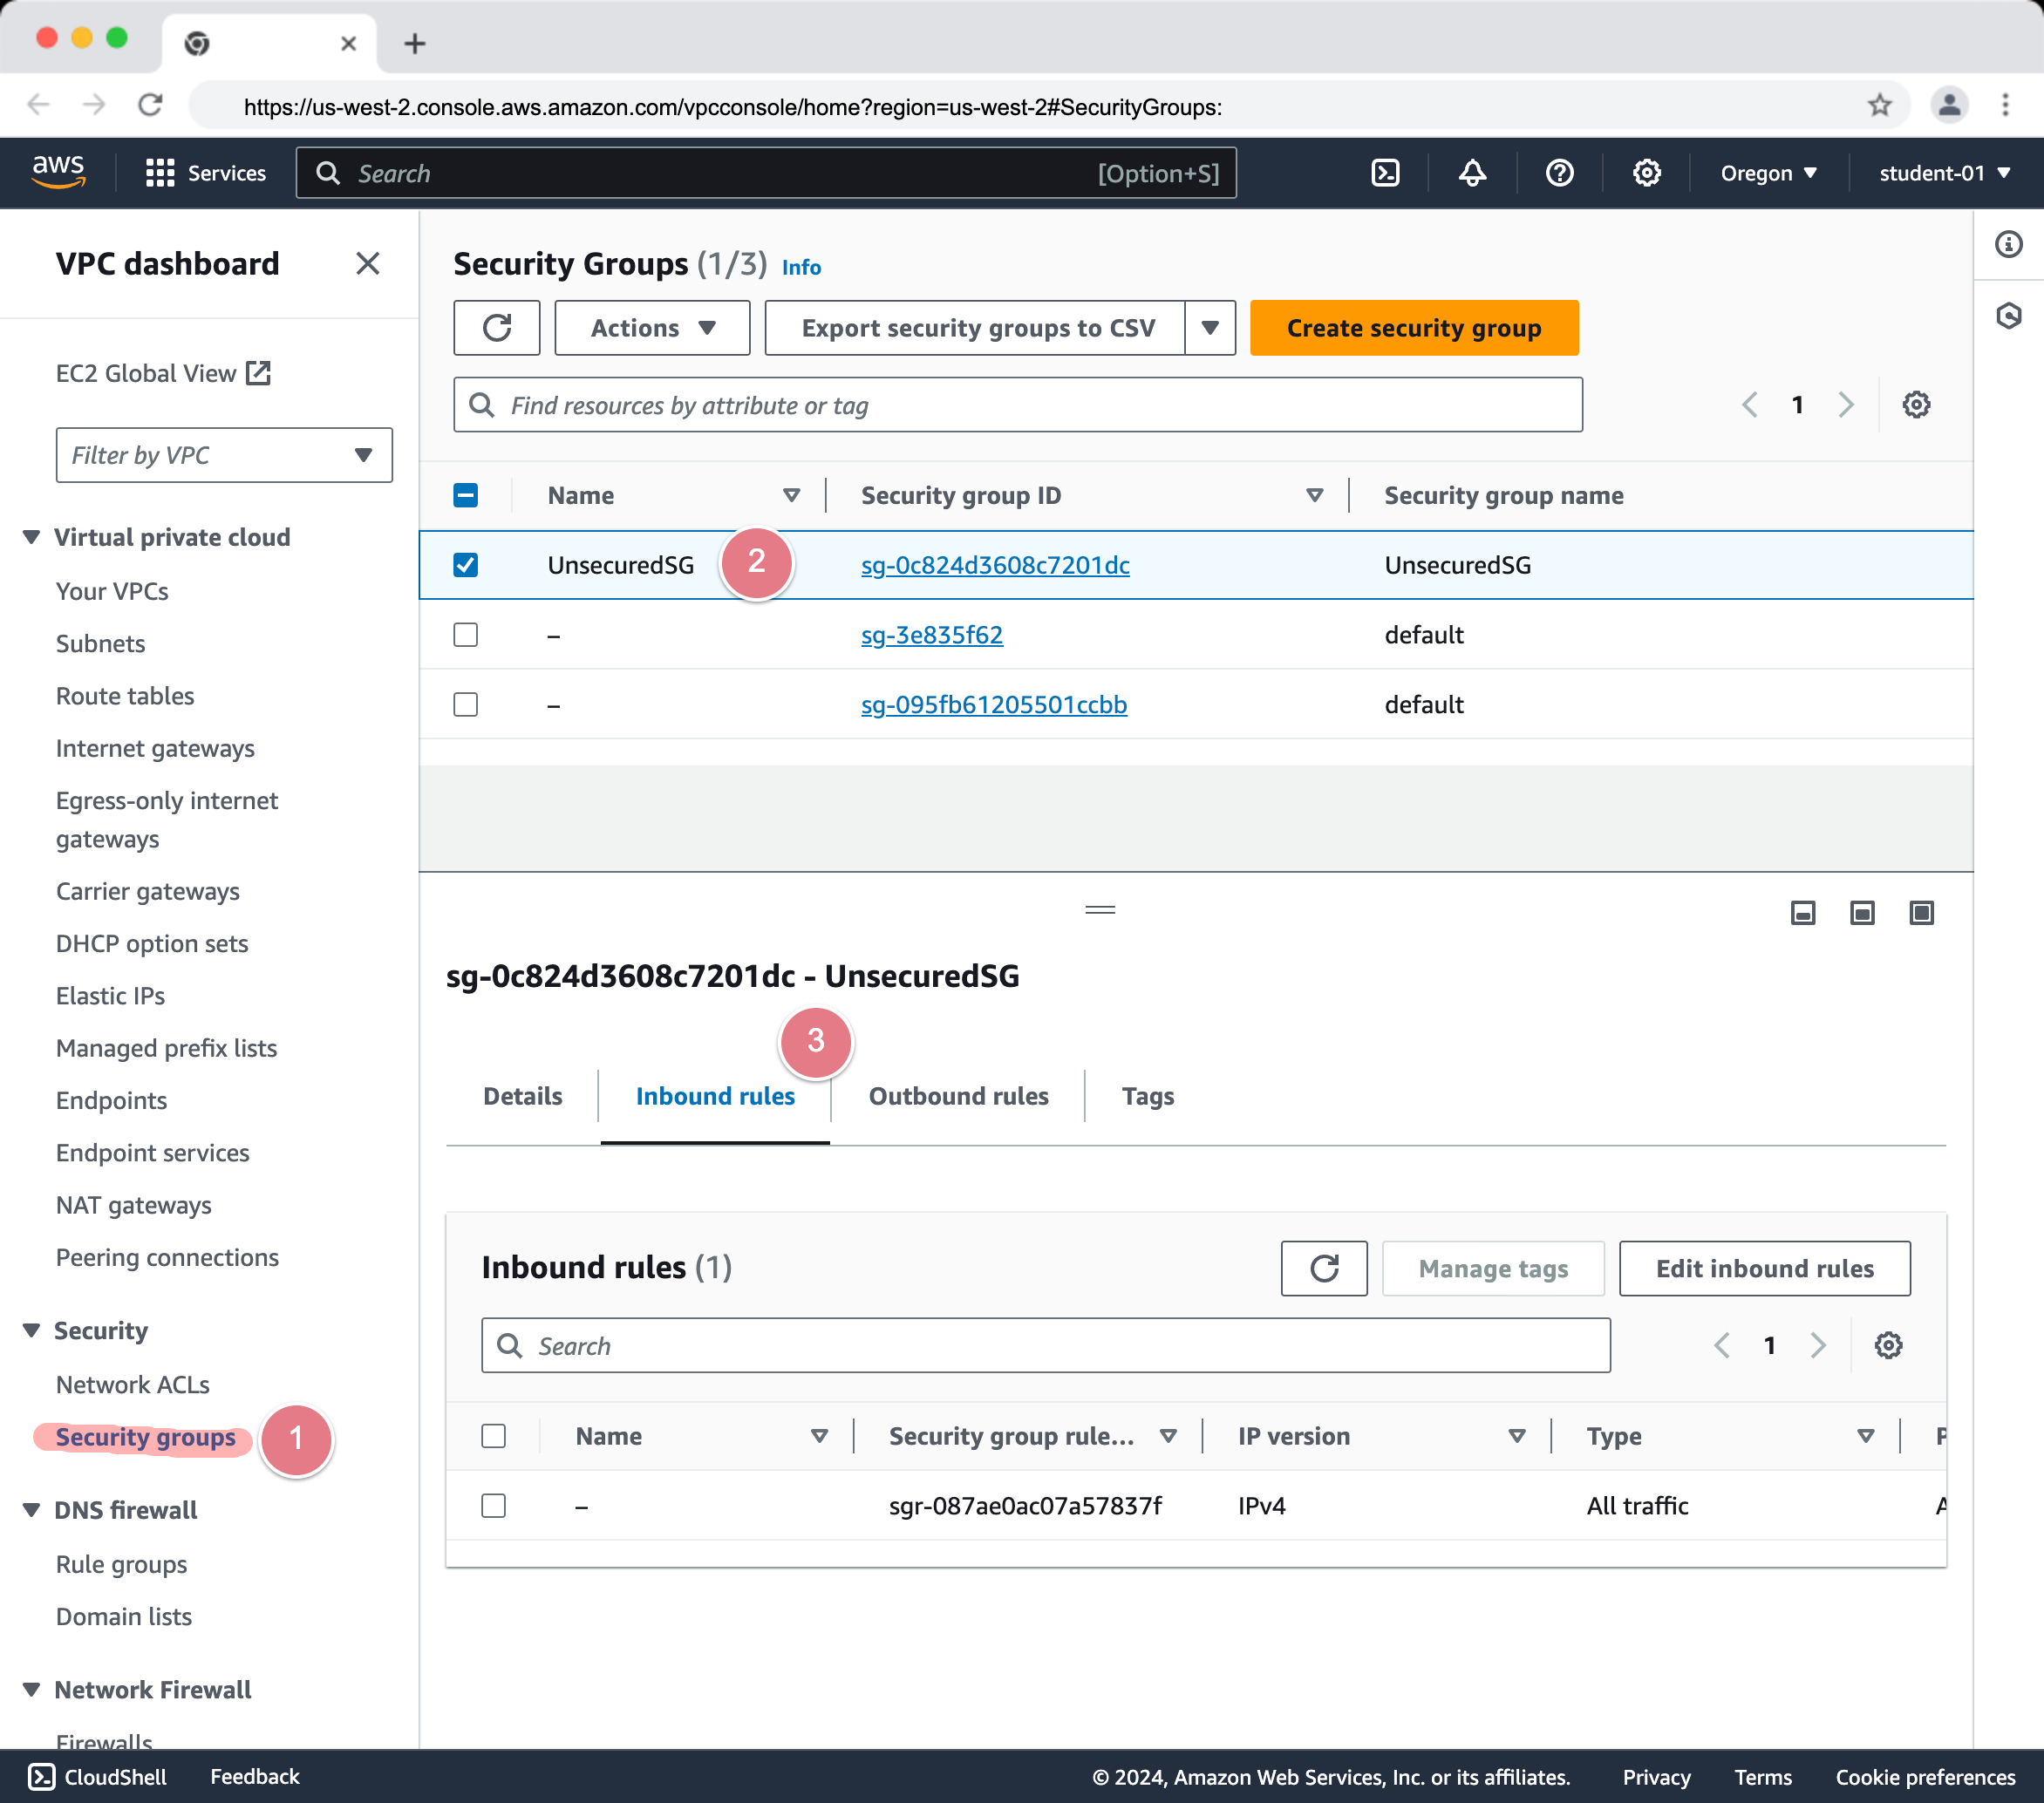 https://us-west-2.console.aws.amazon.com/vpcconsole/home?region=us-west-2#SecurityGroups:
aws
Services
Search
[Option+S]
Oregon
student-01
VPC dashboard
EC2 Global View
Filter by VPC
Virtual private cloud
Your VPCs
Subnets
Route tables
Internet gateways
Egress-only internet
gateways
Carrier gateways
DHCP option sets
Elastic IPs
Managed prefix lists
Endpoints
Endpoint services
NAT gateways
Peering connections
Security
Network ACLs
Security groups
1
DNS firewall
Rule groups
Domain lists
Network Firewall
Firewalls
Security Groups (1/3) Info
Actions
Export security groups to CSV
Create security group
Find resources by attribute or tag
1
Name Security group ID Security group name
UnsecuredSG 2 sg-0c824d3608c7201dc UnsecuredSG
– sg-3e835f62 default
– sg-095fb61205501ccbb default
sg-0c824d3608c7201dc - UnsecuredSG
3
Details Inbound rules Outbound rules Tags
Inbound rules (1)
Manage tags
Edit inbound rules
Search
1
Name Security group rule... IP version Type
– sgr-087ae0ac07a57837f IPv4 All traffic
CloudShell Feedback © 2024, Amazon Web Services, Inc. or its affiliates. Privacy Terms Cookie preferences